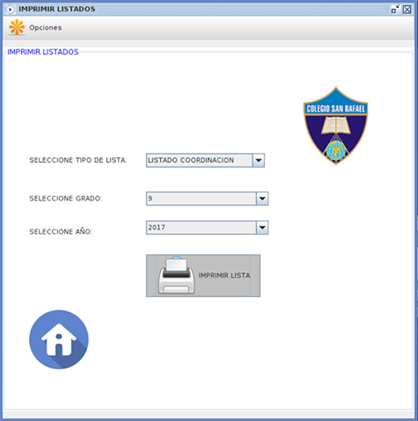 IMPRIMIR LISTADOS
Opciones
IMPRIMIR LISTADOS
COLEGIO SAN RAFAEL
SELECCIONE TIPO DE LISTA:
LISTADO COORDINACION
SELECCIONE GRADO:
9
SELECCIONE AÑO:
2017
IMPRIMIR LISTA